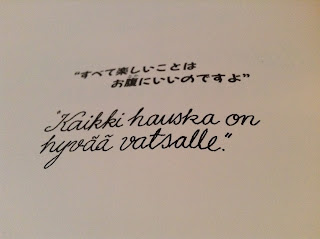 “すべて楽しいことは
お腹にいいのですよ”
"Kaikki hauska on
hyvää vatsalle."